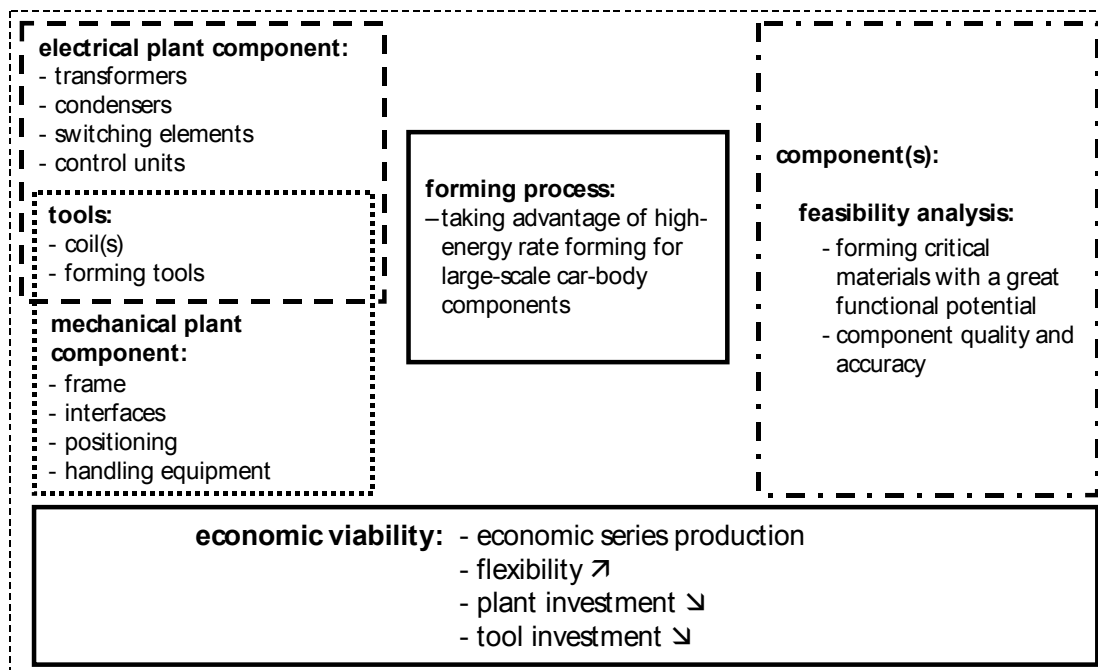 electrical plant component:
- transformers
- condensers
- switching elements
- control units
tools:
- coil(s)
- forming tools
mechanical plant
component:
- frame
- interfaces
- positioning
- handling equipment
forming process:
–taking advantage of high-
energy rate forming for
large-scale car-body
components
component(s):
feasibility analysis:
- forming critical
materials with a great
functional potential
- component quality and
accuracy
economic viability: - economic series production
- flexibility ↗
- plant investment ↘
- tool investment ↘